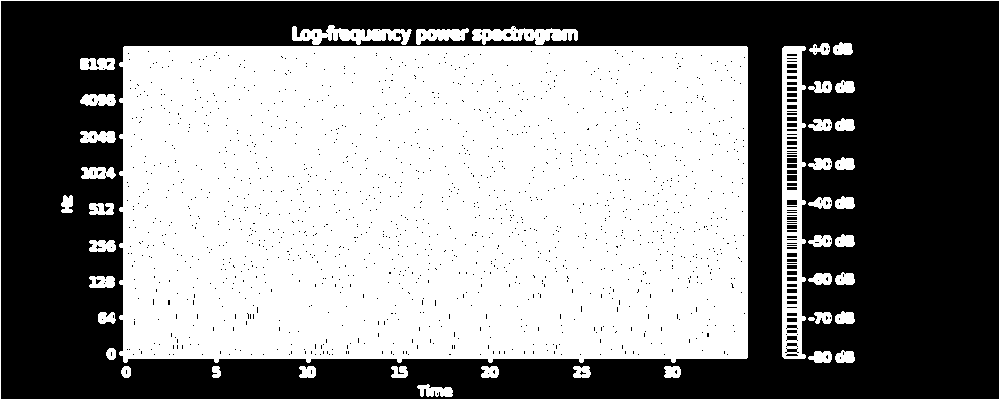 Log-frequency power spectrogram
+0 dB
8192
-10 dB
4096
-20 dB
2048
-30 dB
1024
Hz
512
-40 dB
256
-50 dB
128
-60 dB
64
-70 dB
0
-80 dB
0 5 10 15 20 25 30
Time